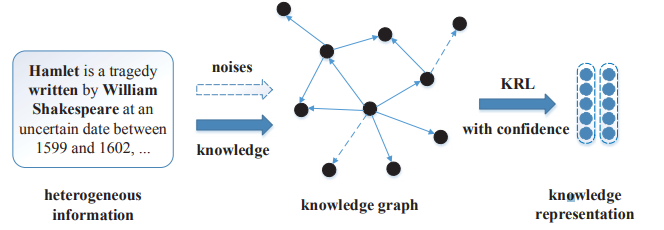 Hamlet is a tragedy
written by William
Shakespeare at an
uncertain date between
1599 and 1602, ...
heterogeneous
information
noises
knowledge
knowledge graph
KRL
with confidence
knowledge
representation